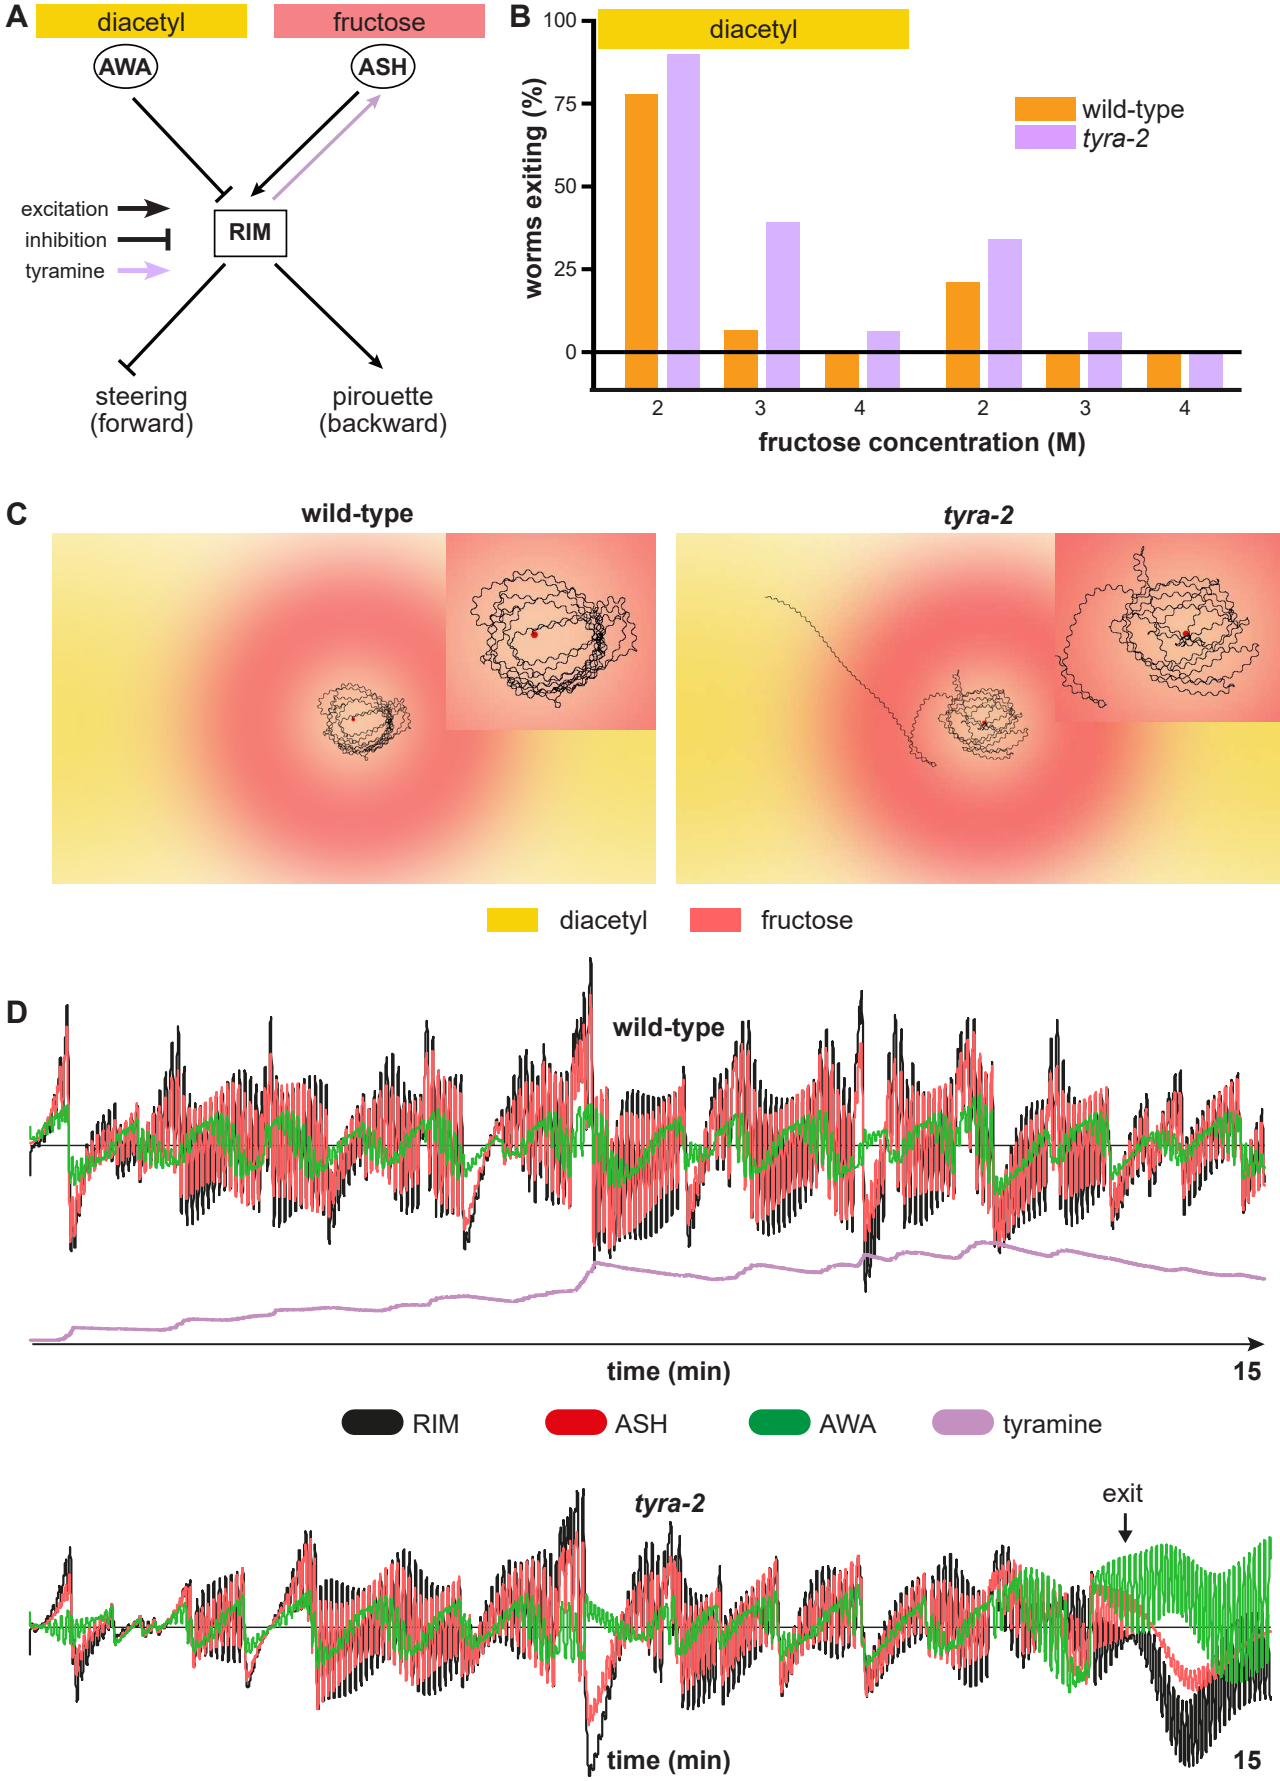 A
diacetyl
fructose
AWA
ASH
excitation
inhibition
tyramine
RIM
steering
(forward)
pirouette
(backward)
B
diacetyl
wild-type
tyra-2
worms exiting (%)
100
75
50
25
0
2 3 4 2 3 4
fructose concentration (M)
C
wild-type
tyra-2
diacetyl
fructose
D
wild-type
time (min)
15
RIM
ASH
AWA
tyramine
tyra-2
exit
time (min)
15